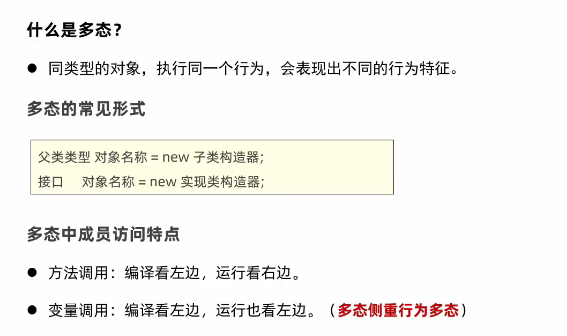 什么是多态？
● 同类型的对象，执行同一个行为，会表现出不同的行为特征。
多态的常见形式
父类类型 对象名称 = new 子类构造器;
接口 对象名称 = new 实现类构造器;
多态中成员访问特点
● 方法调用：编译看左边，运行看右边。
● 变量调用：编译看左边，运行也看左边。（多态侧重行为多态）